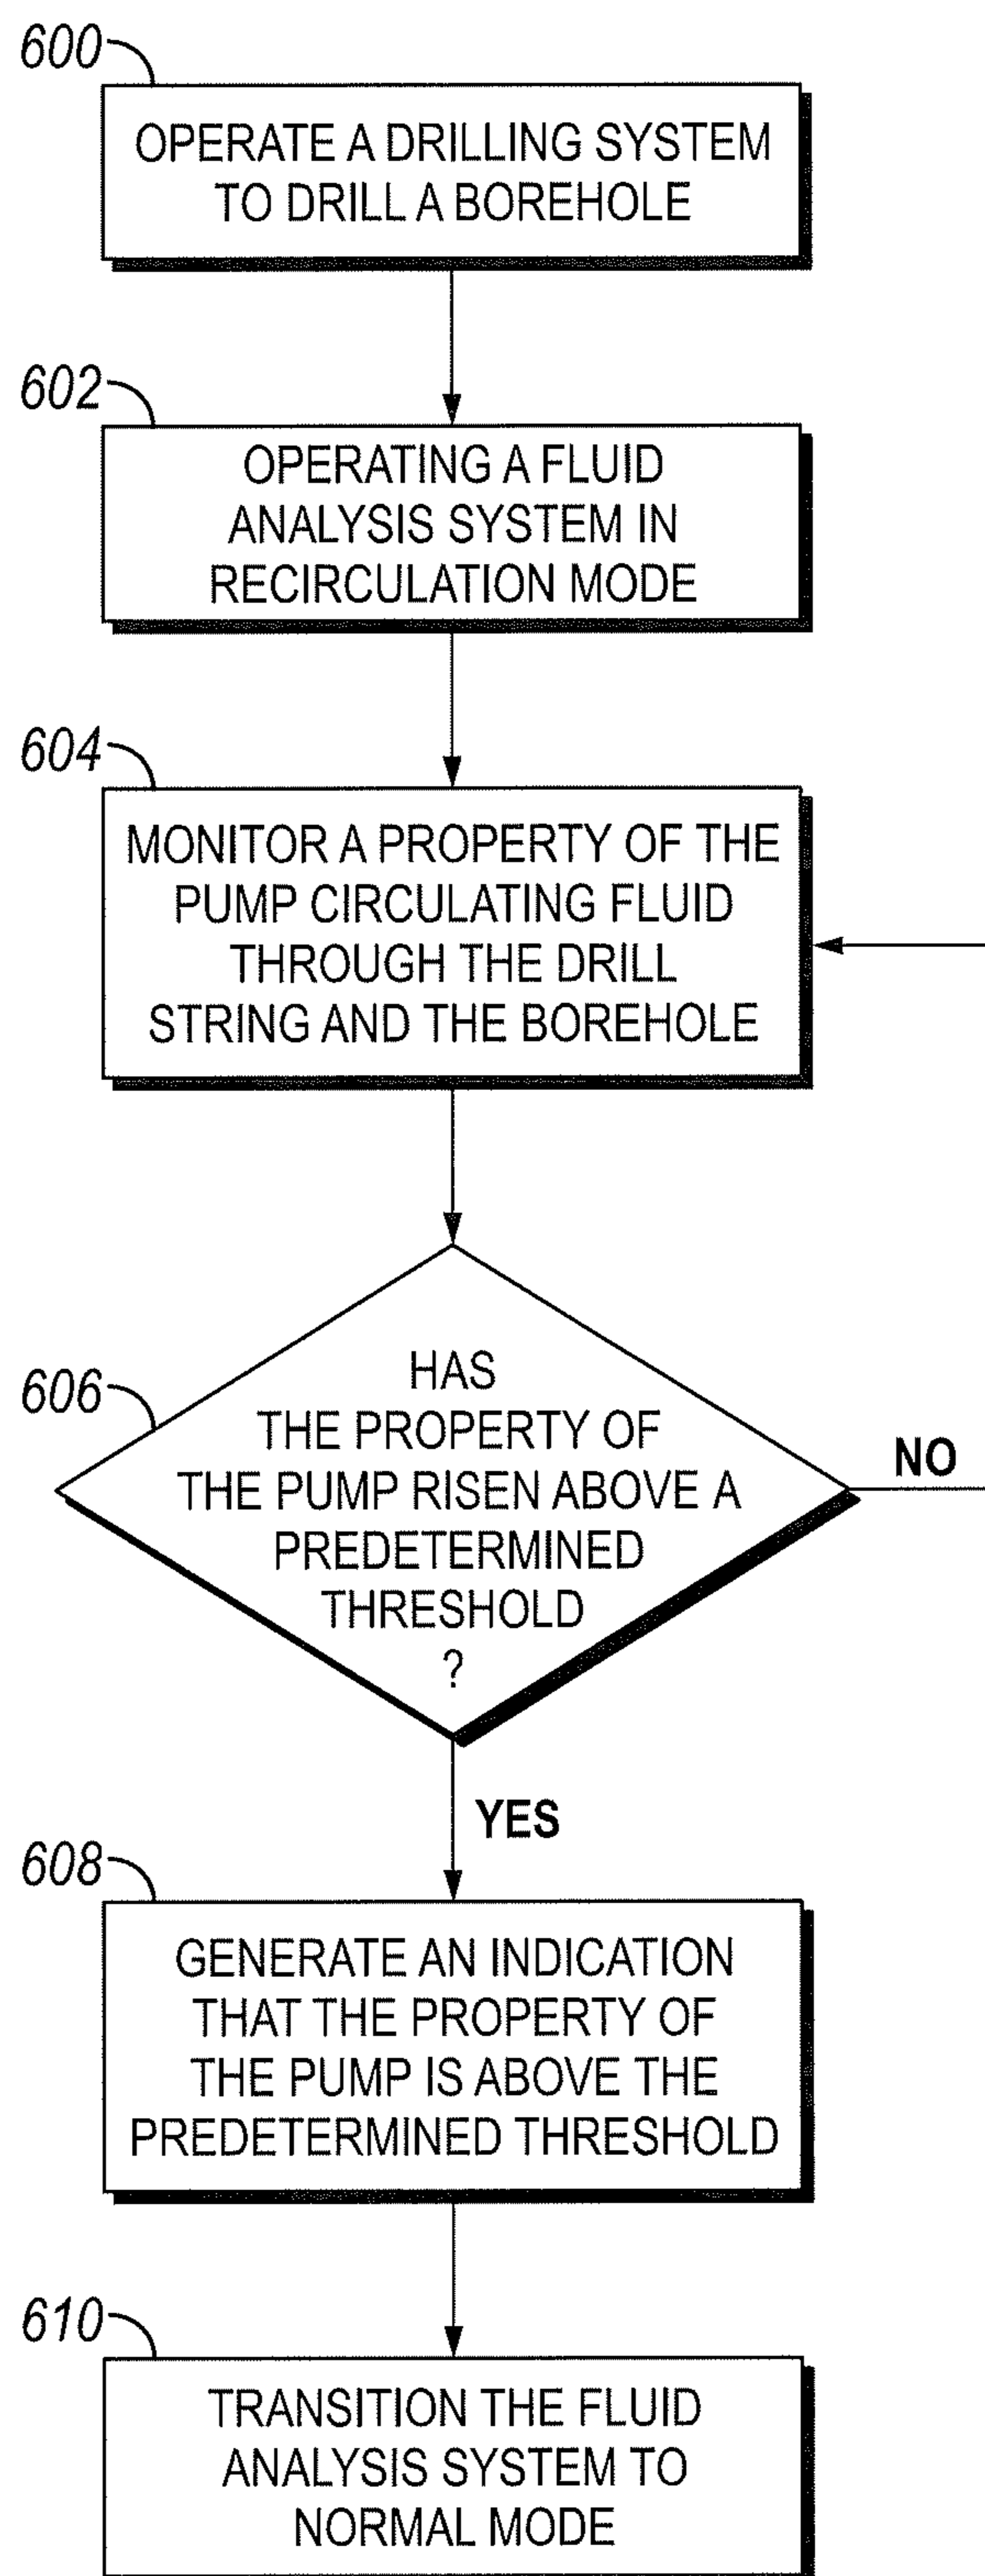 600
OPERATE A DRILLING SYSTEM
TO DRILL A BOREHOLE
602
OPERATING A FLUID
ANALYSIS SYSTEM IN
RECIRCULATION MODE
604
MONITOR A PROPERTY OF THE
PUMP CIRCULATING FLUID
THROUGH THE DRILL
STRING AND THE BOREHOLE
606
HAS
THE PROPERTY OF
THE PUMP RISEN ABOVE A
PREDETERMINED
THRESHOLD
?
NO
YES
608
GENERATE AN INDICATION
THAT THE PROPERTY OF
THE PUMP IS ABOVE THE
PREDETERMINED THRESHOLD
610
TRANSITION THE FLUID
ANALYSIS SYSTEM TO
NORMAL MODE